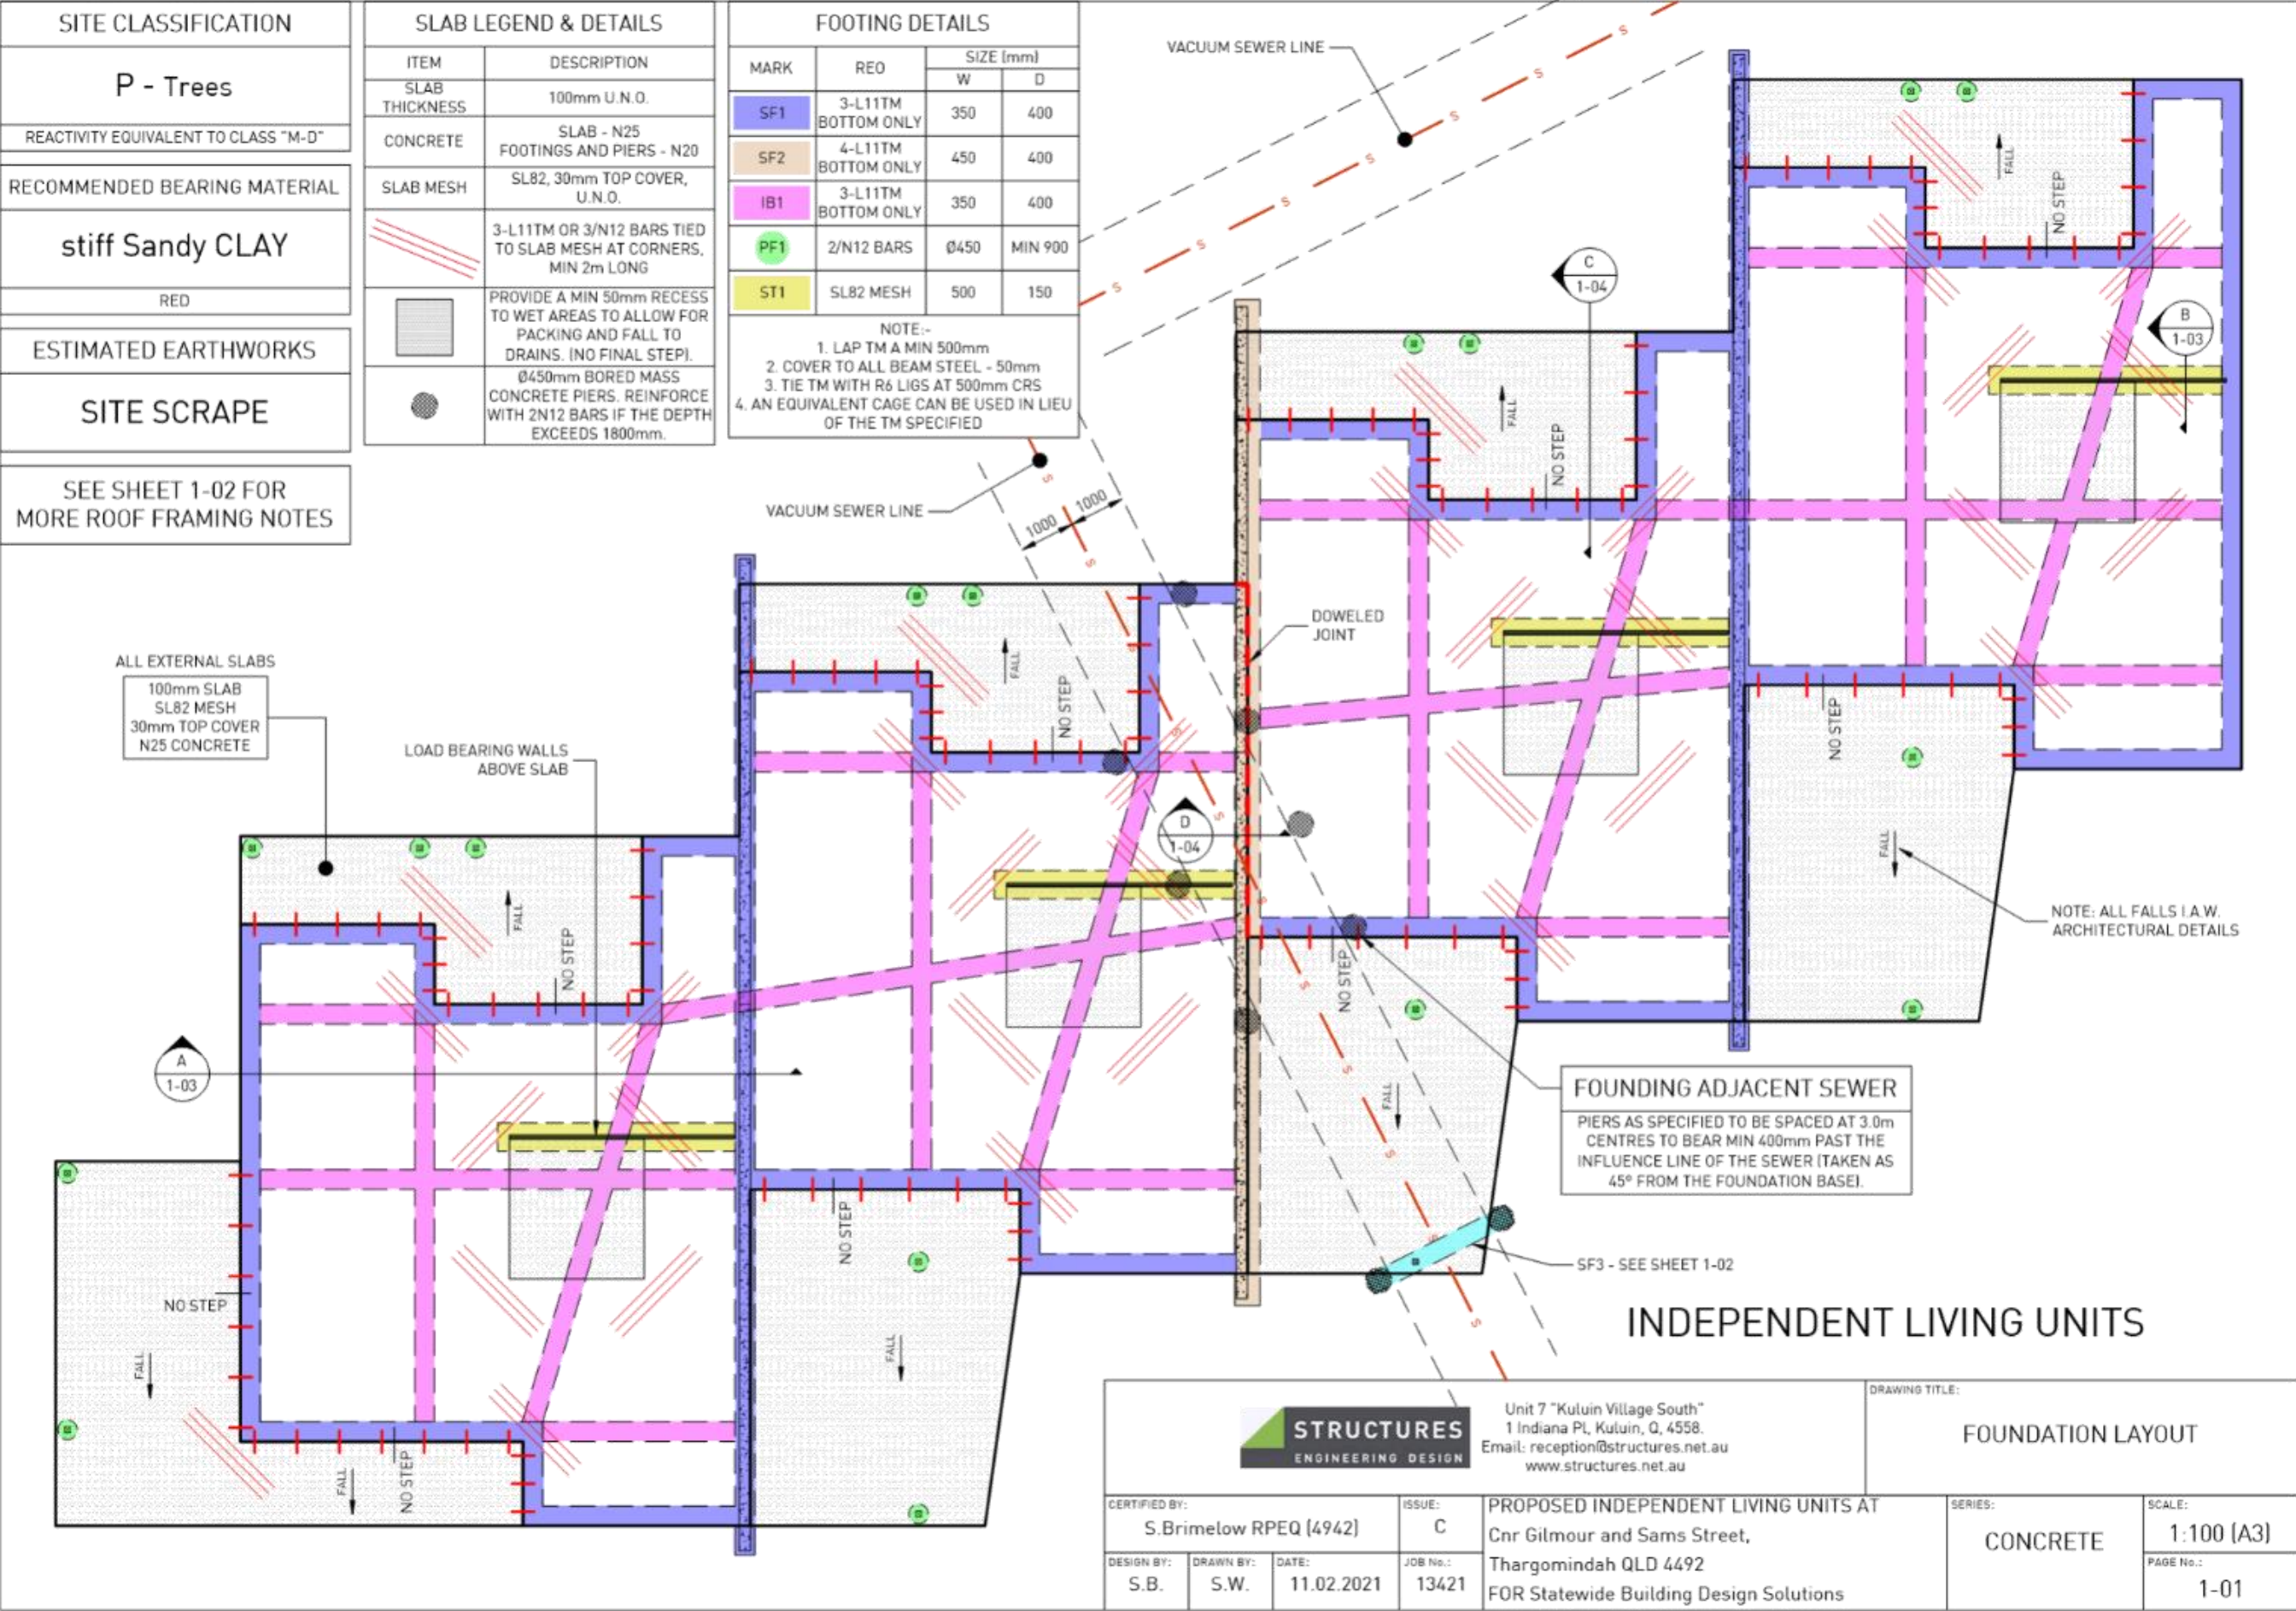 SITE CLASSIFICATION
P - Trees
REACTIVITY EQUIVALENT TO CLASS "M-D"
RECOMMENDED BEARING MATERIAL
stiff Sandy CLAY
RED
ESTIMATED EARTHWORKS
SITE SCRAPE
SEE SHEET 1-02 FOR
MORE ROOF FRAMING NOTES
SLAB LEGEND & DETAILS
ITEM
DESCRIPTION
SLAB
THICKNESS
100mm U.N.O.
CONCRETE
SLAB - N25
FOOTINGS AND PIERS - N20
SLAB MESH
SL82, 30mm TOP COVER,
U.N.O.
3-L11TM OR 3/N12 BARS TIED
TO SLAB MESH AT CORNERS,
MIN 2m LONG
PROVIDE A MIN 50mm RECESS
TO WET AREAS TO ALLOW FOR
PACKING AND FALL TO
DRAINS. (NO FINAL STEP).
Ø450mm BORED MASS
CONCRETE PIERS. REINFORCE
WITH 2N12 BARS IF THE DEPTH
EXCEEDS 1800mm.
FOOTING DETAILS
MARK
REO
SIZE (mm)
W
D
SF1
3-L11TM
BOTTOM ONLY
350
400
SF2
4-L11TM
BOTTOM ONLY
450
400
IB1
3-L11TM
BOTTOM ONLY
350
400
PF1
2/N12 BARS
Ø450
MIN 900
ST1
SL82 MESH
500
150
NOTE:-
1. LAP TM A MIN 500mm
2. COVER TO ALL BEAM STEEL - 50mm
3. TIE TM WITH R6 LIGS AT 500mm CRS
4. AN EQUIVALENT CAGE CAN BE USED IN LIEU
OF THE TM SPECIFIED
VACUUM SEWER LINE
S
S
S
S
S
S
S
S
FALL
NO STEP
C
1-04
B
1-03
FALL
NO STEP
VACUUM SEWER LINE
S
1000
1000
S
DOWELED
JOINT
FALL
NO STEP
S
S
S
ALL EXTERNAL SLABS
100mm SLAB
SL82 MESH
30mm TOP COVER
N25 CONCRETE
LOAD BEARING WALLS
ABOVE SLAB
NO STEP
FALL
D
1-04
S
S
NOTE: ALL FALLS I.A.W.
ARCHITECTURAL DETAILS
FALL
NO STEP
NO STEP
S
A
1-03
FALL
S
S
S
S
FOUNDING ADJACENT SEWER
PIERS AS SPECIFIED TO BE SPACED AT 3.0m
CENTRES TO BEAR MIN 400mm PAST THE
INFLUENCE LINE OF THE SEWER (TAKEN AS
45° FROM THE FOUNDATION BASE).
NO STEP
SF3 - SEE SHEET 1-02
NO STEP
FALL
FALL
FALL
NO STEP
INDEPENDENT LIVING UNITS
STRUCTURES
ENGINEERING DESIGN
Unit 7 "Kuluin Village South"
1 Indiana Pl, Kuluin, Q, 4558.
Email: reception@structures.net.au
www.structures.net.au
DRAWING TITLE:
FOUNDATION LAYOUT
CERTIFIED BY:
S.Brimelow RPEQ (4942)
ISSUE:
C
PROPOSED INDEPENDENT LIVING UNITS AT
Cnr Gilmour and Sams Street,
Thargomindah QLD 4492
FOR Statewide Building Design Solutions
SERIES:
CONCRETE
SCALE:
1:100 (A3)
DESIGN BY:
S.B.
DRAWN BY:
S.W.
DATE:
11.02.2021
JOB No.:
13421
PAGE No.:
1-01